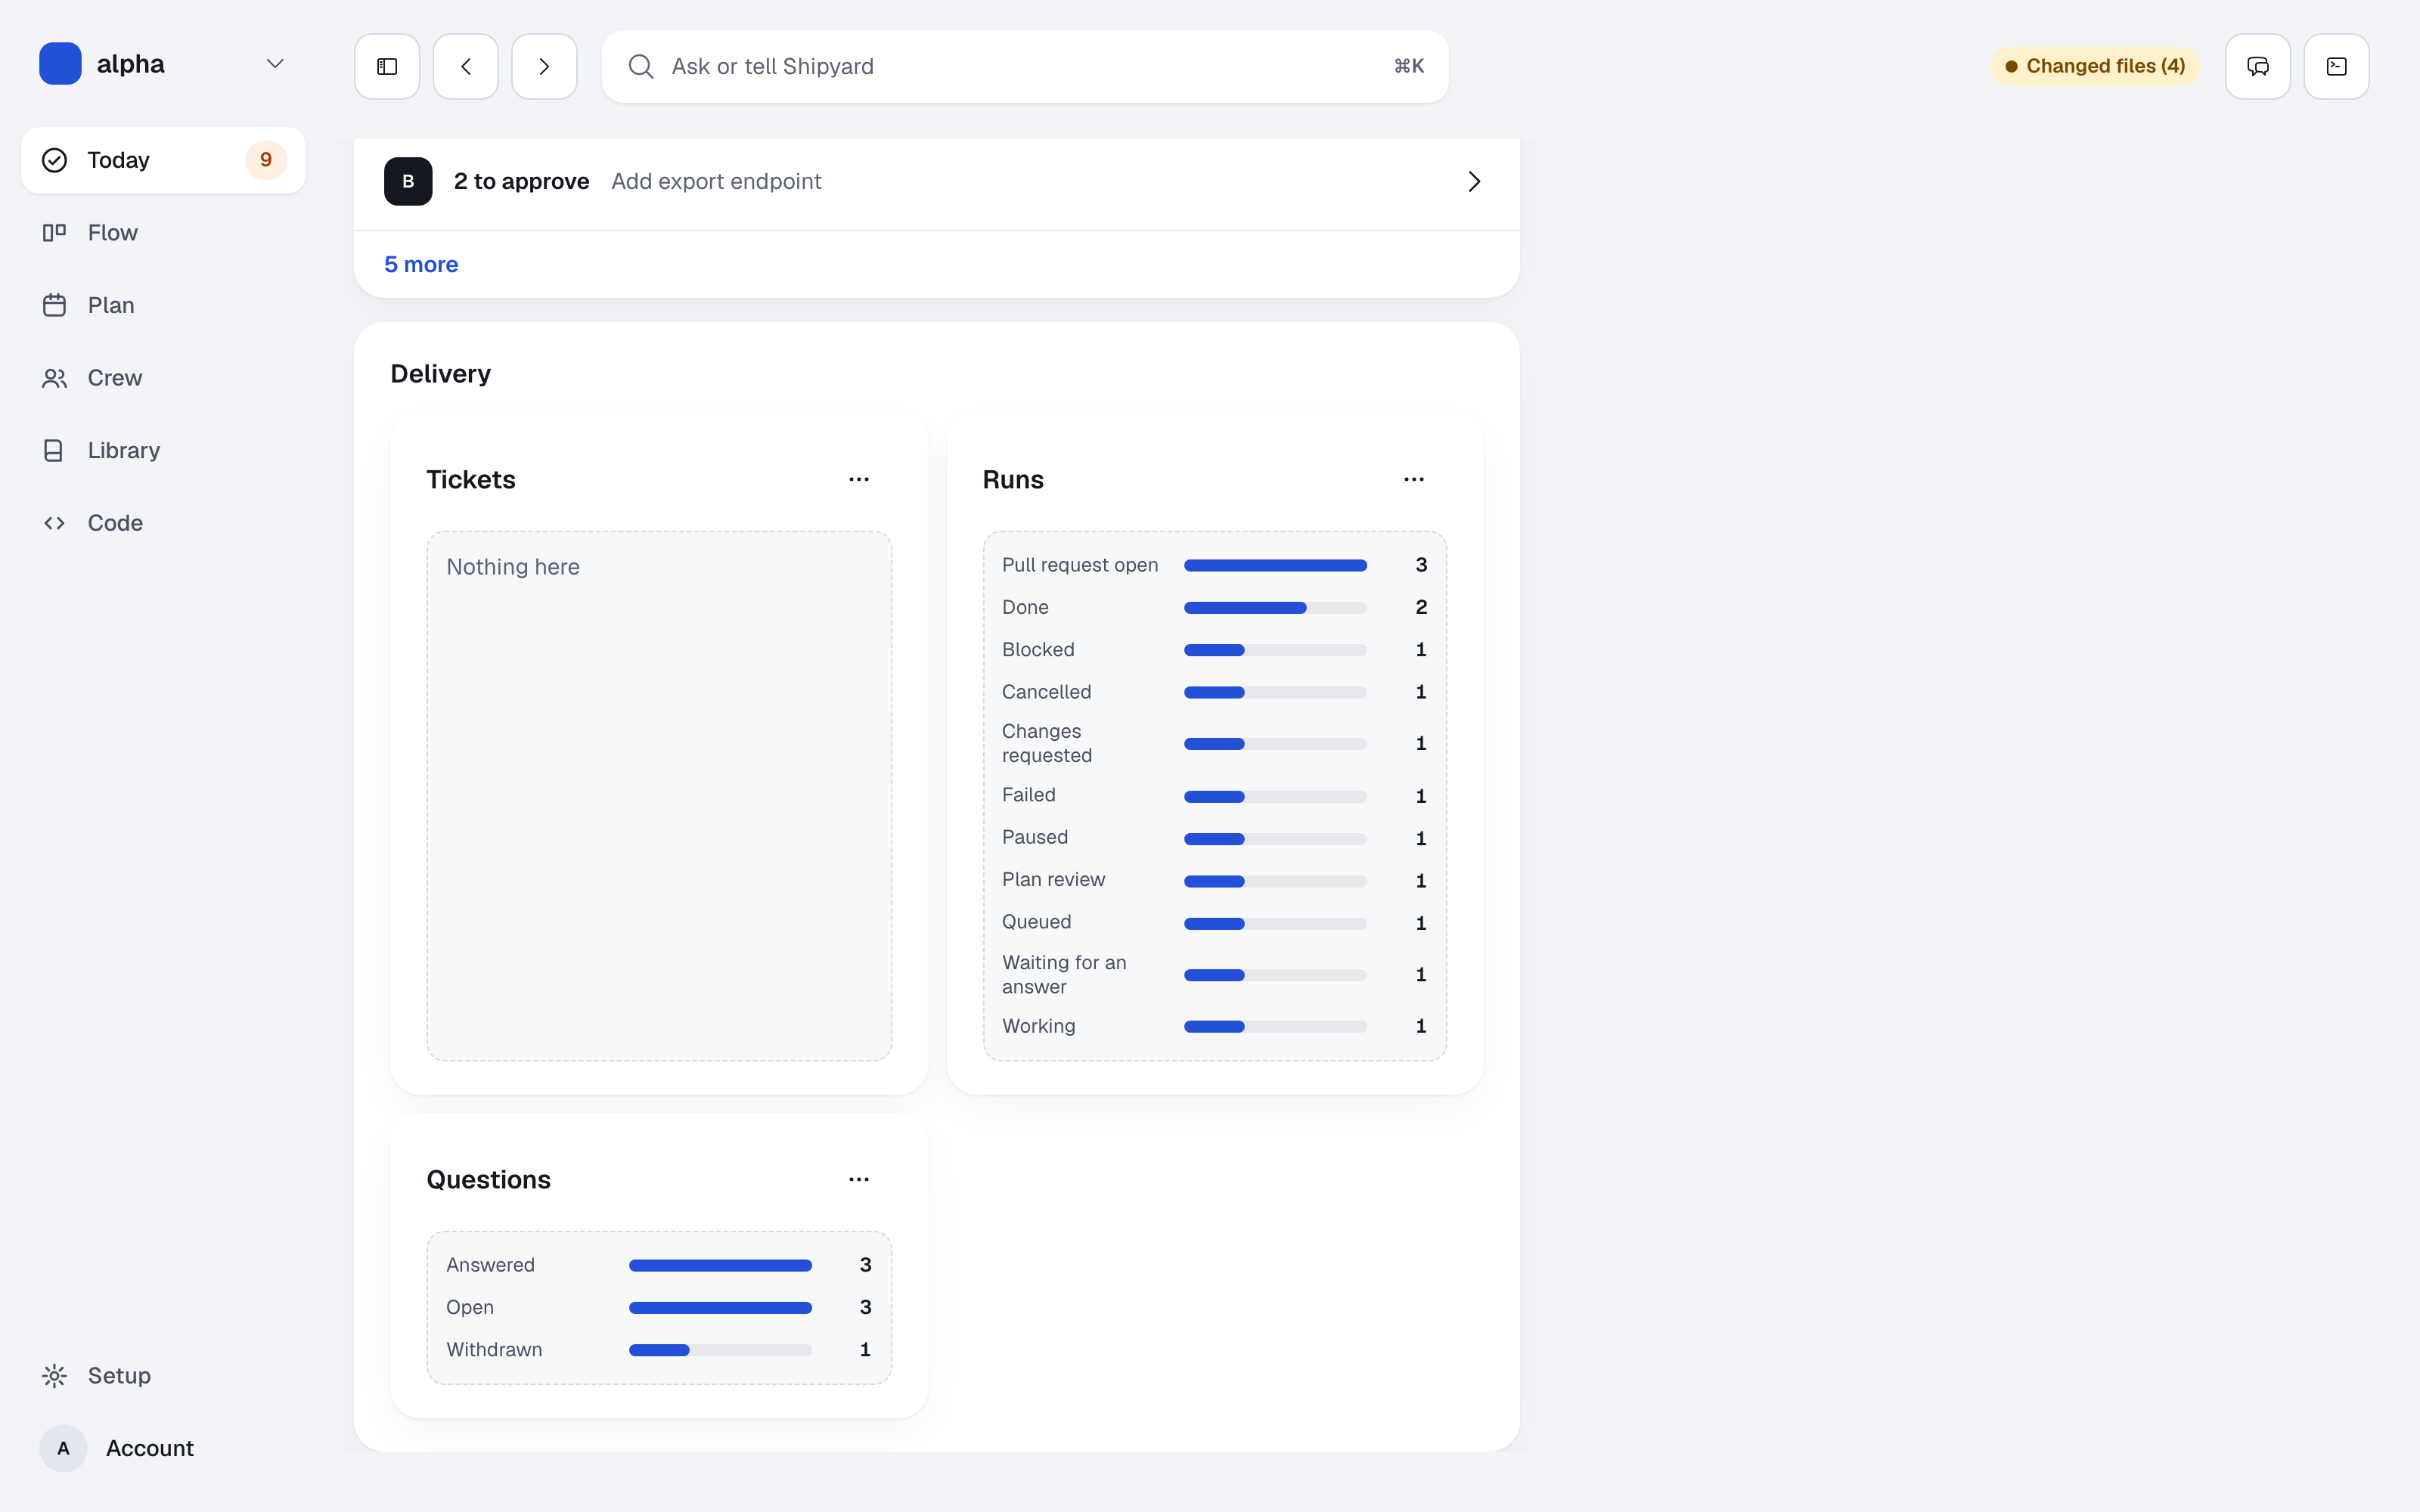 alpha
Ask or tell Shipyard
⌘K
Changed files (4)
Today
9
Flow
Plan
Crew
Library
Code
Setup
A
Account
B
2 to approve
Add export endpoint
5 more
Delivery
Tickets
Nothing here
Runs
Pull request open 3
Done 2
Blocked 1
Cancelled 1
Changes
requested 1
Failed 1
Paused 1
Plan review 1
Queued 1
Waiting for an
answer 1
Working 1
Questions
Answered 3
Open 3
Withdrawn 1